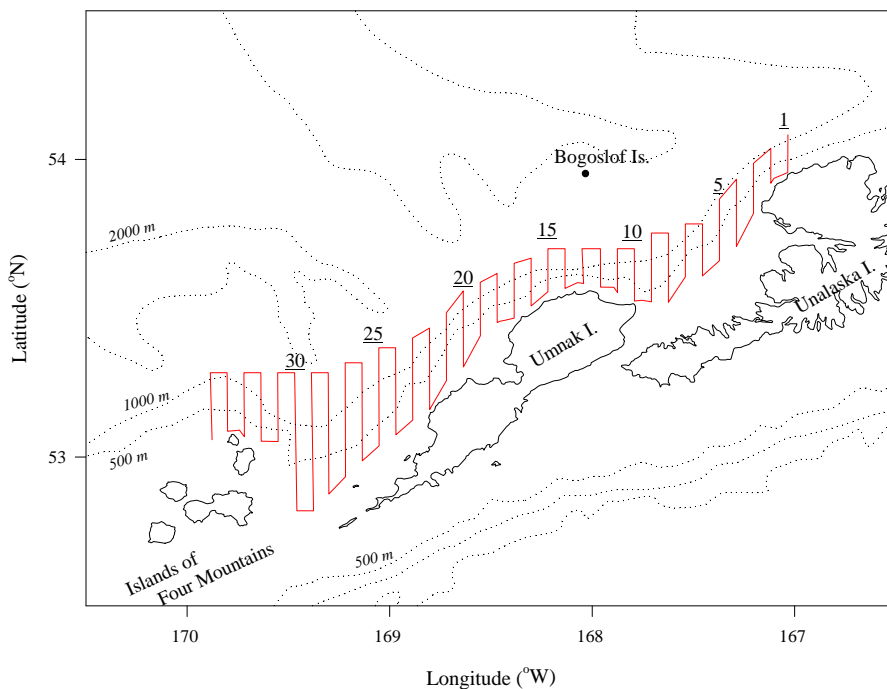 1
54
Bogoslof Is.
5
2000 m
15
10
20
Unalaska I.
Latitude (°N)
25
Umnak I.
30
1000 m
53
500 m
500 m
Islands of
Four Mountains
170
169
168
167
Longitude (°W)